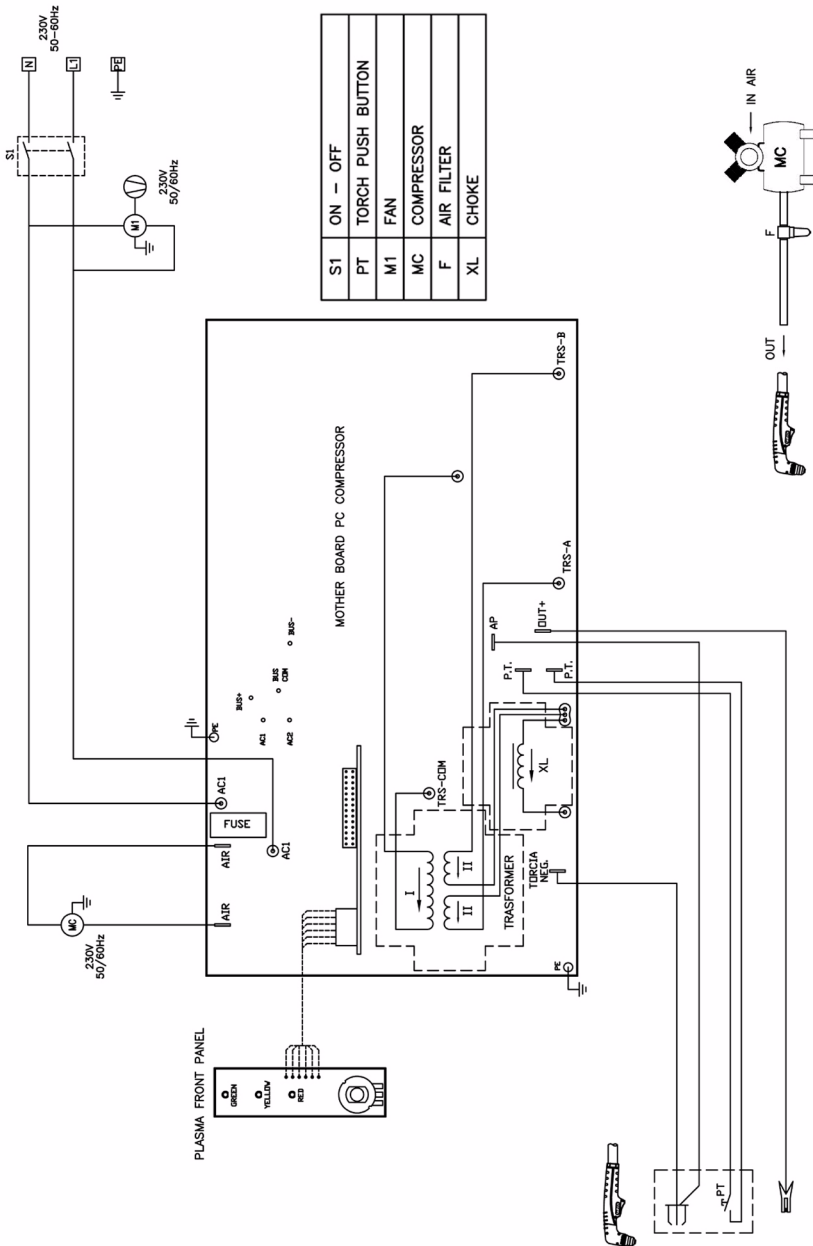 230V
50-60Hz
N
L1
PE
S1
M1
230V
50/60Hz
S1 ON - OFF
PT TORCH PUSH BUTTON
M1 FAN
MC COMPRESSOR
F AIR FILTER
XL CHOKE
IN AIR
MC
F
OUT
MOTHER BOARD PC COMPRESSOR
TRS-B
TRS-A
BUS-
BUS
COM
BUS+
AC1
AC2
PE
AC1
FUSE
AC1
AIR
AIR
MC
230V
50/60Hz
AP
OUT+
P.T.
P.T.
XL
TRS-COM
I
II
II
TRASFORMER
TORCIA
NEG.
PE
PLASMA FRONT PANEL
GREEN
YELLOW
RED
PT